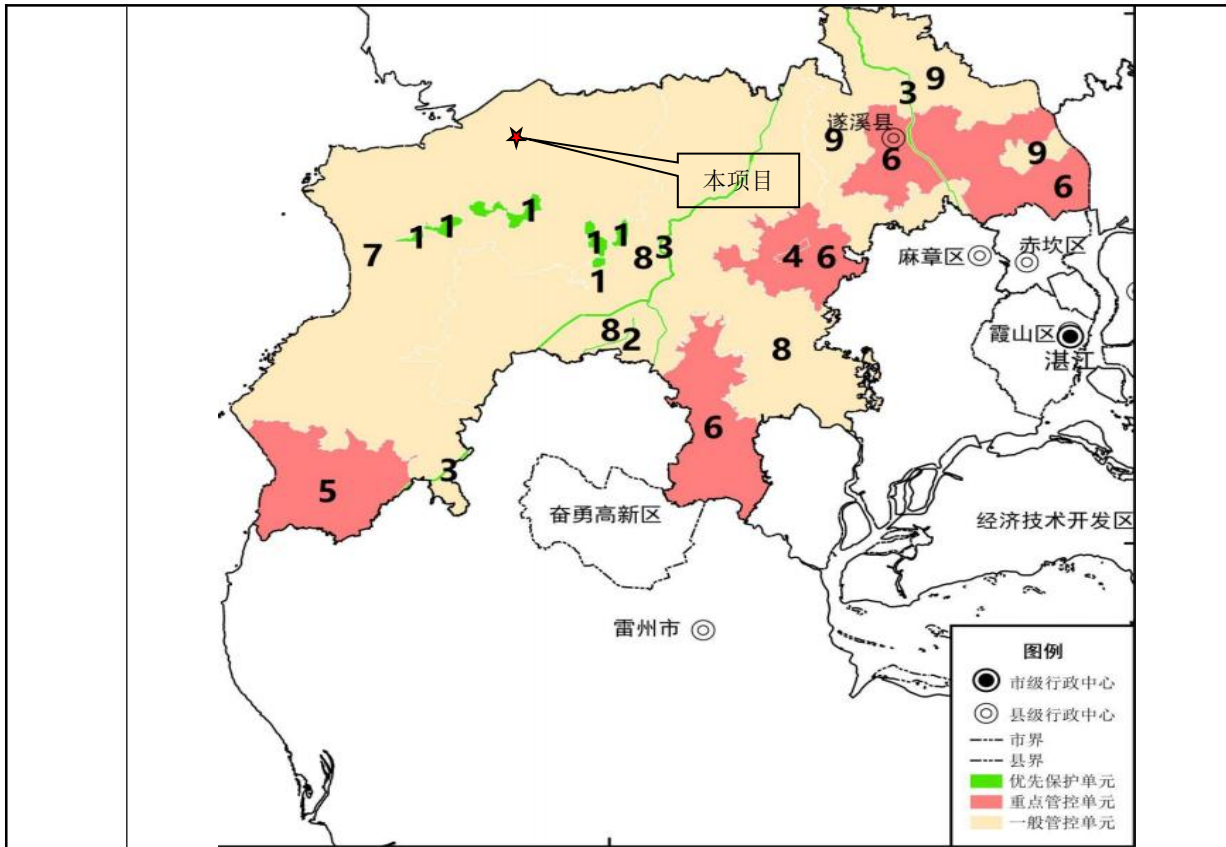 9
3
遂溪县
9
6
9
6
本项目
1
1
1
1
1
7
8
3
1
4
6
麻章区
赤坎区
8
2
8
霞山区
湛江
6
3
5
奋勇高新区
经济技术开发区
雷州市
图例
市级行政中心
县级行政中心
市界
县界
优先保护单元
重点管控单元
一般管控单元